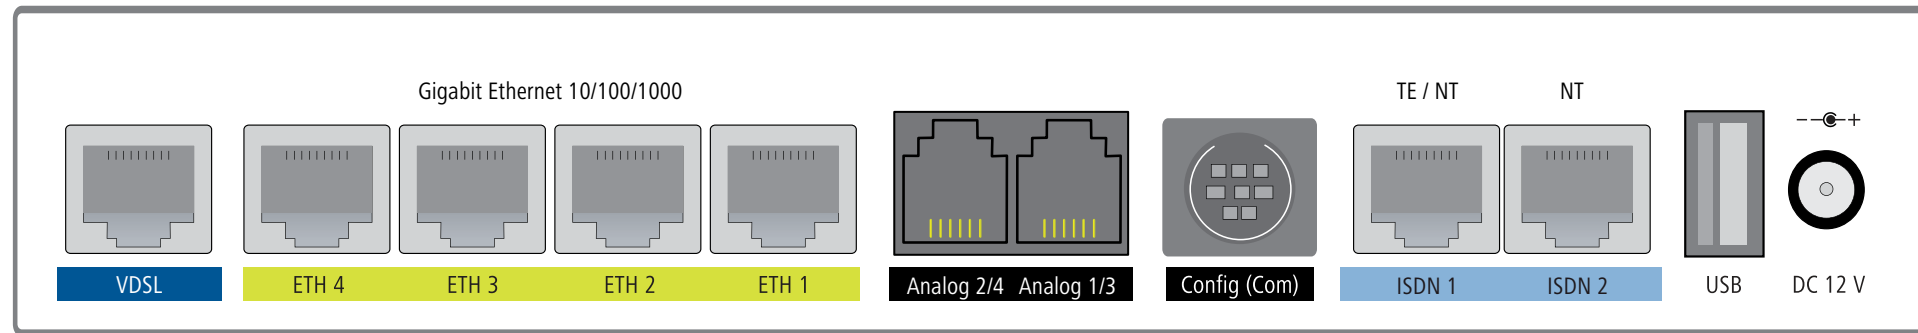 Gigabit Ethernet 10/100/1000
TE / NT
NT
VDSL
ETH 4
ETH 3
ETH 2
ETH 1
Analog 2/4
Analog 1/3
Config (Com)
ISDN 1
ISDN 2
USB
DC 12 V